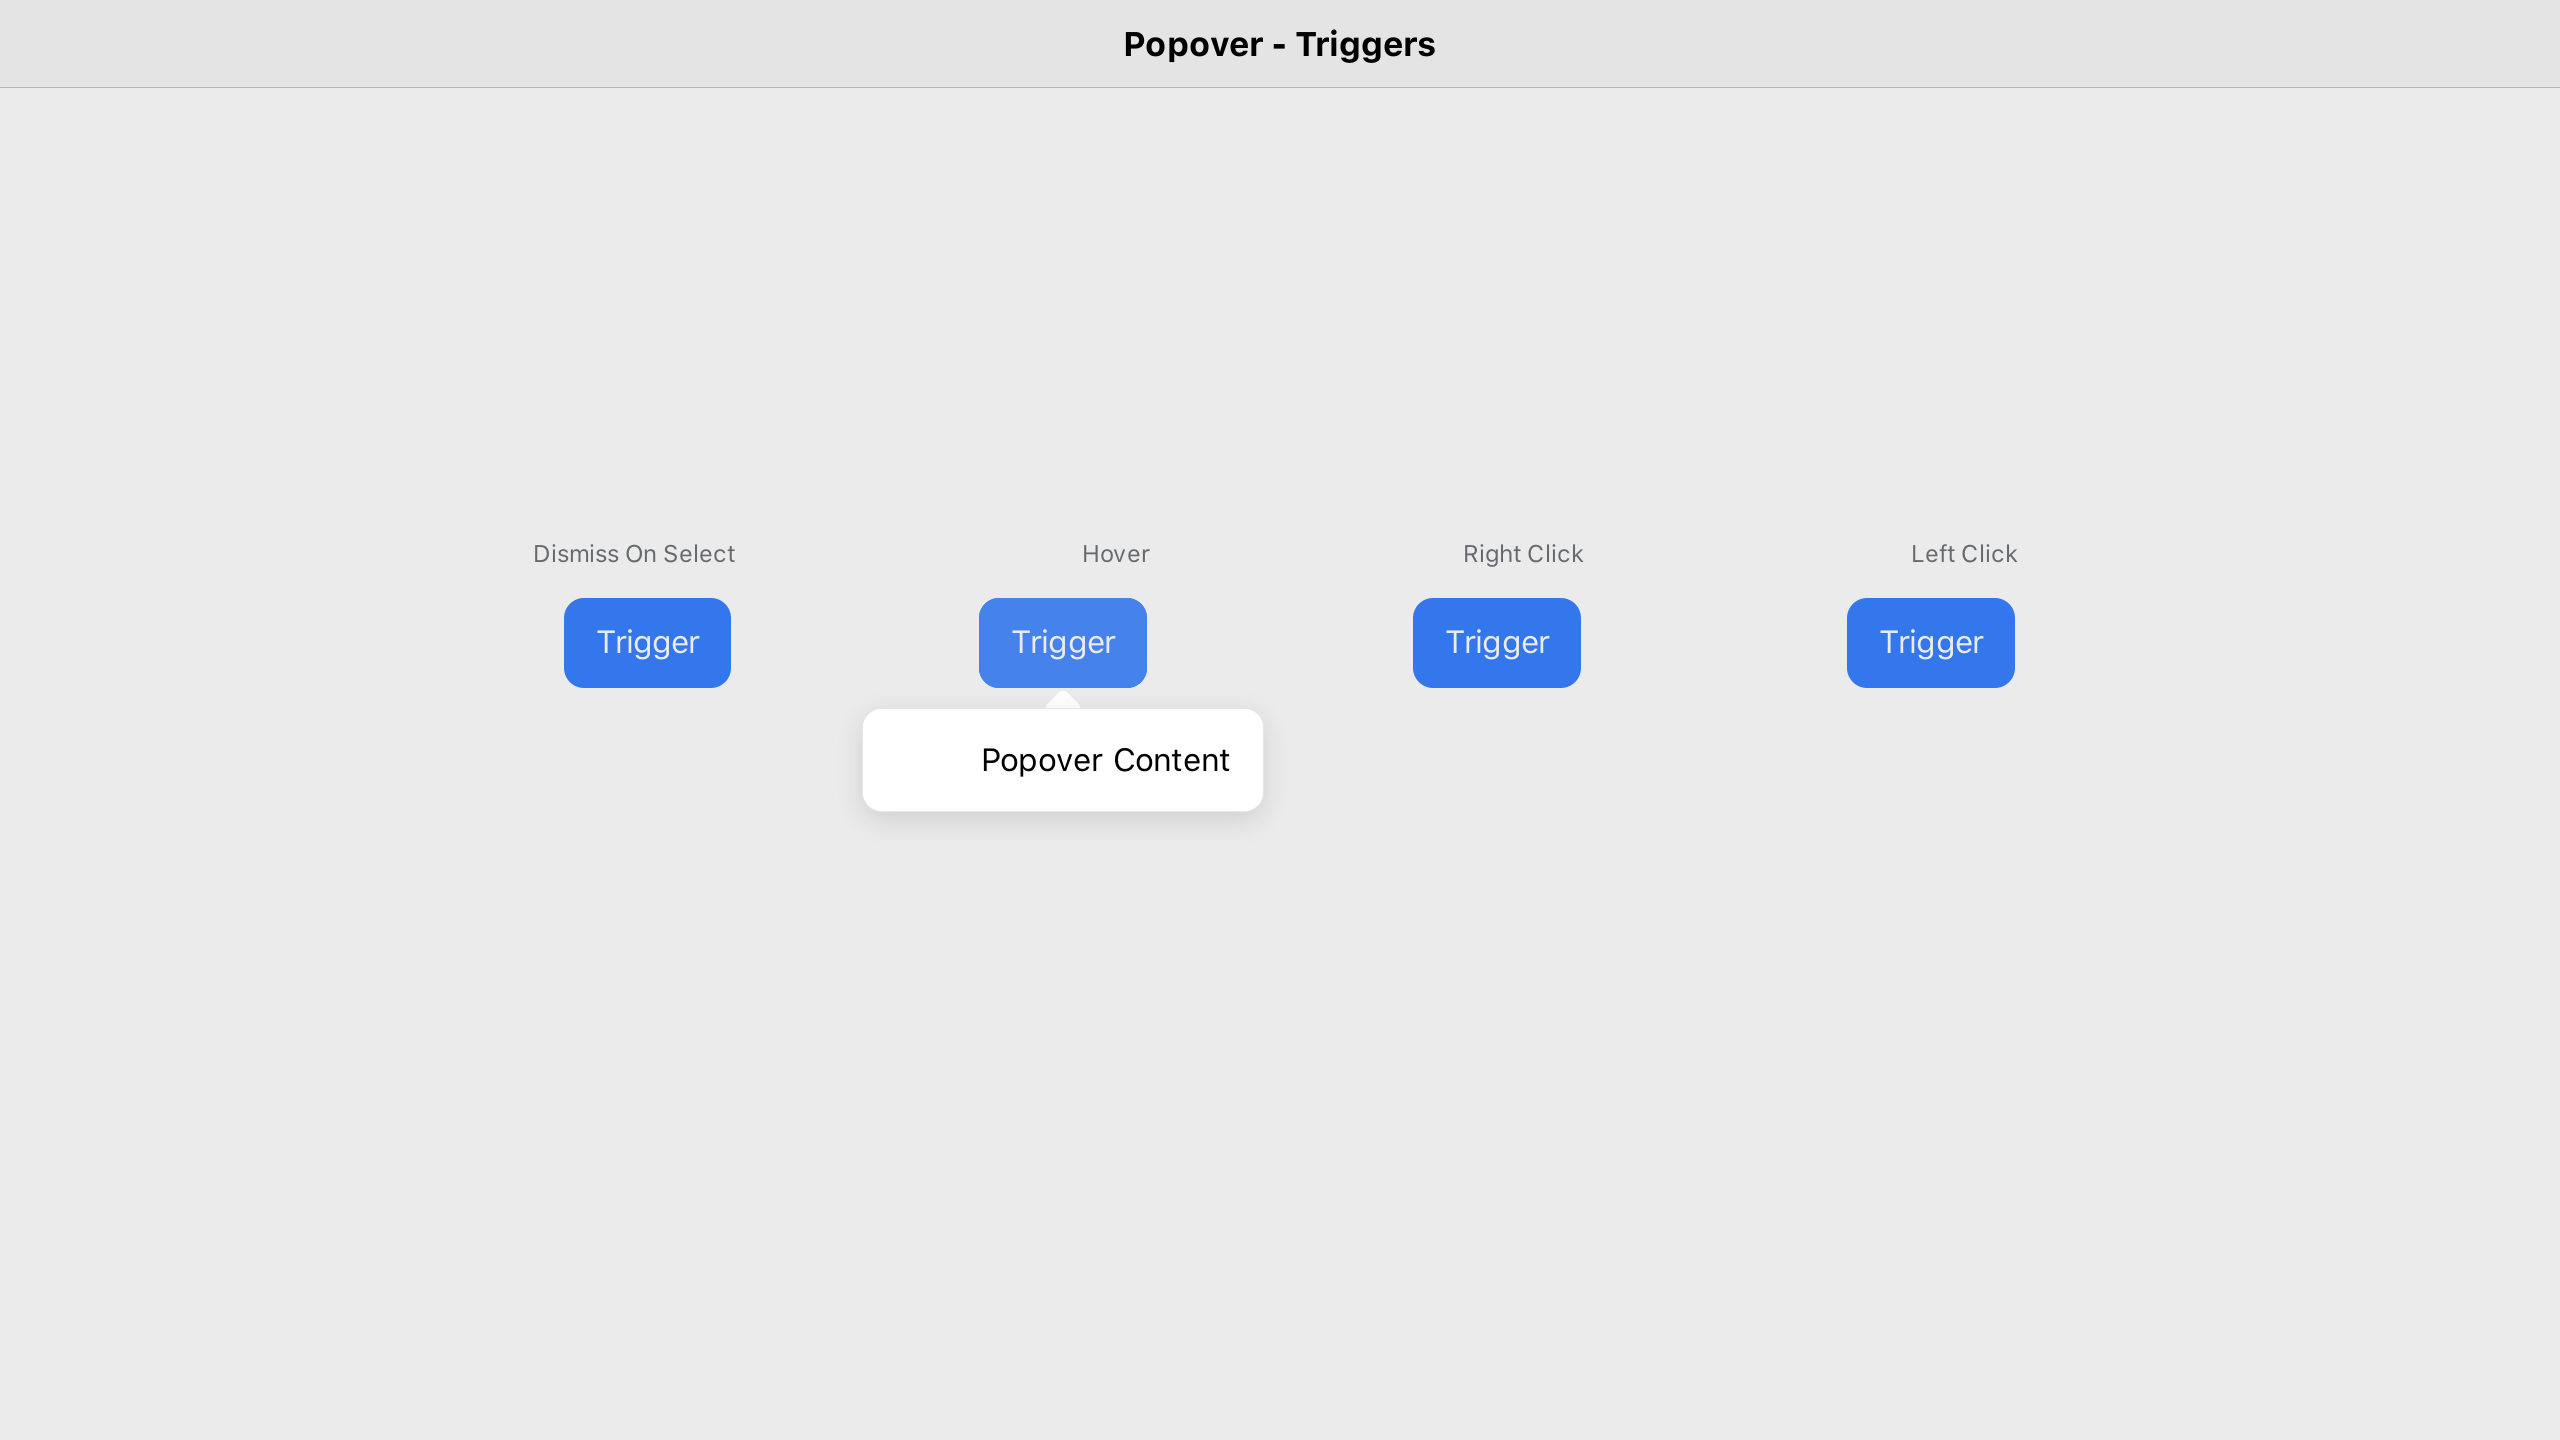 Popover - Triggers
Dismiss On Select
Hover
Right Click
Left Click
Trigger
Trigger
Trigger
Trigger
Popover Content